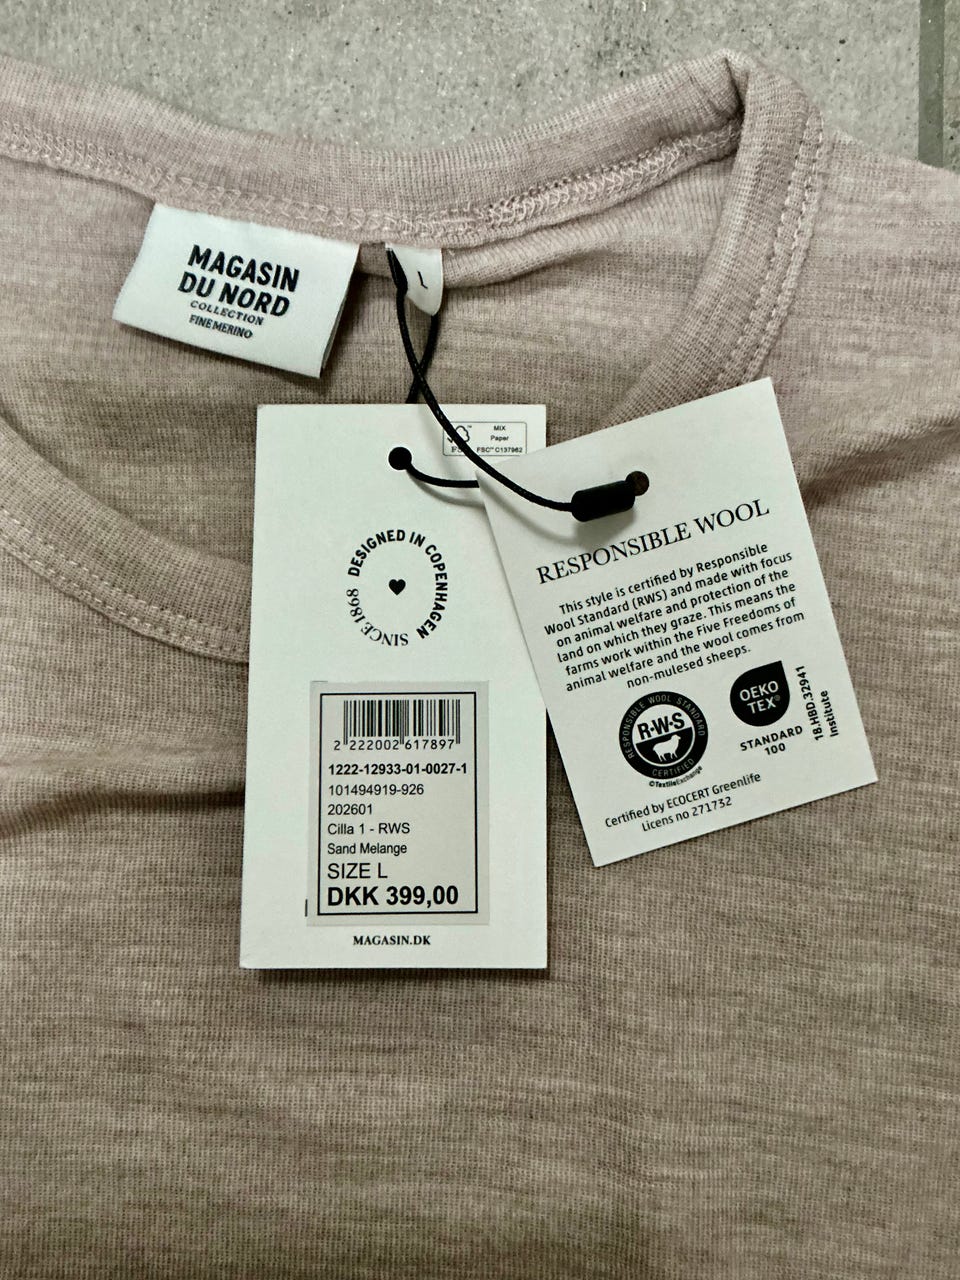 MAGASIN
DU NORD
COLLECTION
FINE MERINO
L
MIX
Paper
FSC™ C137982
DESIGNED IN COPENHAGEN
SINCE 1868
2 222002 617897
1222-12933-01-0027-1
101494919-926
202601
Cilla 1 - RWS
Sand Melange
SIZE L
DKK 399,00
MAGASIN.DK
RESPONSIBLE WOOL
This style is certified by Responsible
Wool Standard (RWS) and made with focus
on animal welfare and protection of the
land on which they graze. This means the
farms work within the Five Freedoms of
animal welfare and the wool comes from
non-mulesed sheeps.
RESPONSIBLE WOOL STANDARD
R·W·S
CERTIFIED
©TextileExchange
OEKO
TEX®
STANDARD
100
18.HBD.32941
Institute
Certified by ECOCERT Greenlife
Licens no 271732